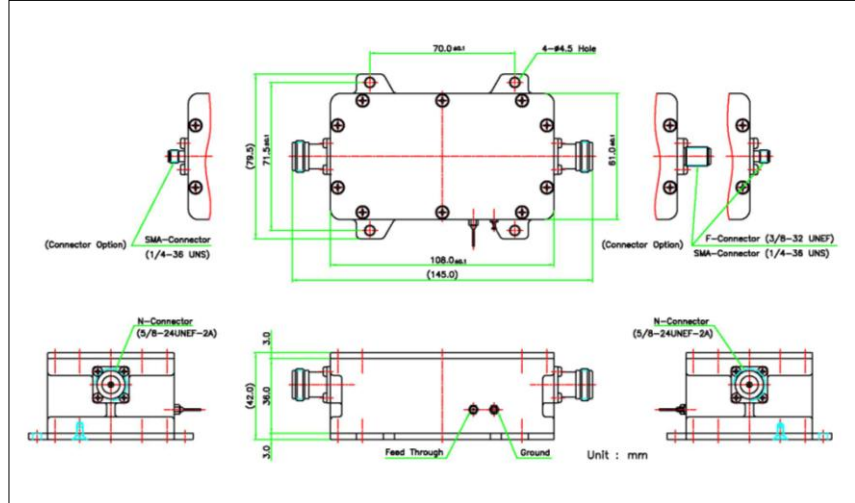 70.0±0.1
4-ø4.5 Hole
(79.5)
71.5±0.1
61.0±0.1
(Connector Option)
SMA-Connector
(1/4-36 UNS)
(Connector Option)
F-Connector (3/8-32 UNEF)
SMA-Connector (1/4-36 UNS)
108.0±0.1
(145.0)
N-Connector
(5/8-24UNEF-2A)
N-Connector
(5/8-24UNEF-2A)
3.0
(42.0)
36.0
3.0
Feed Through
Ground
Unit : mm